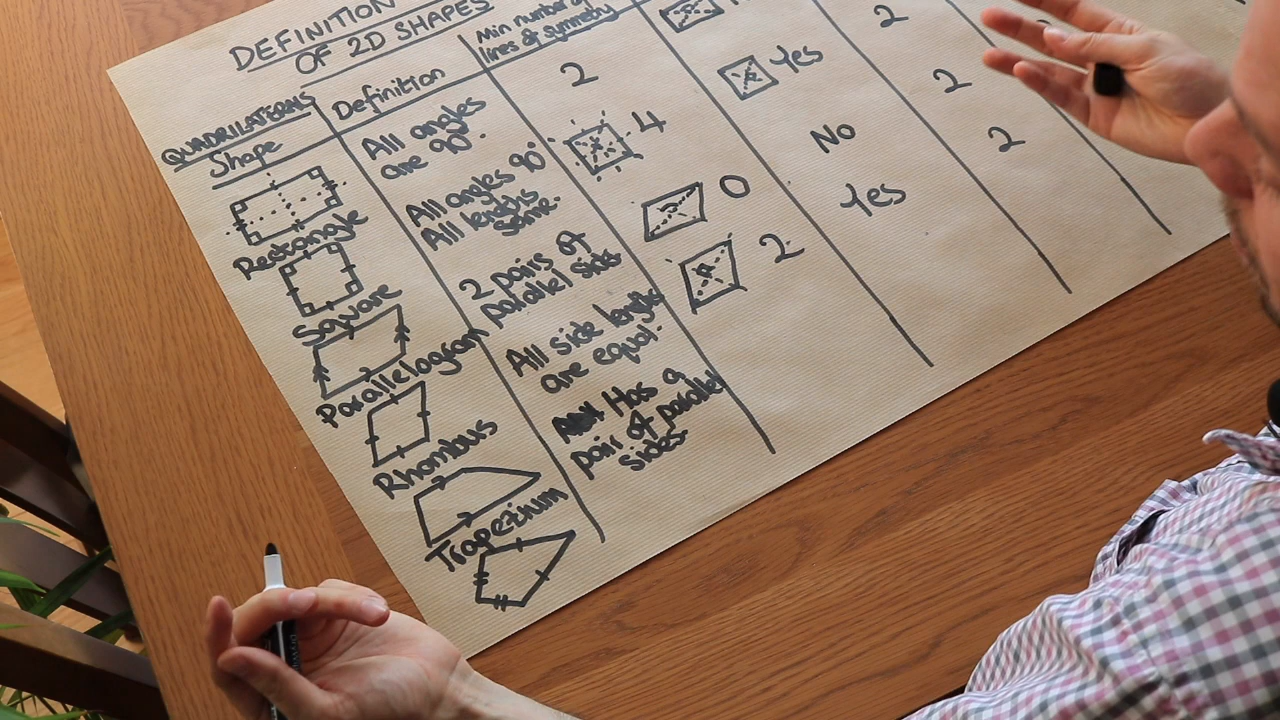 DEFINITION
OF 2D SHAPES
QUADRILATERALS
Shape
Definition
Min number of
lines of symmetry
Rectangle
All angles
are 90°
2
Yes
2
Square
All angles 90°
All lengths
same.
4
No
2
Parallelogram
2 pairs of
parallel side
0
Yes
2
Rhombus
All side lengths
are equal.
2
Trapezium
Has a
pair of parallel
sides